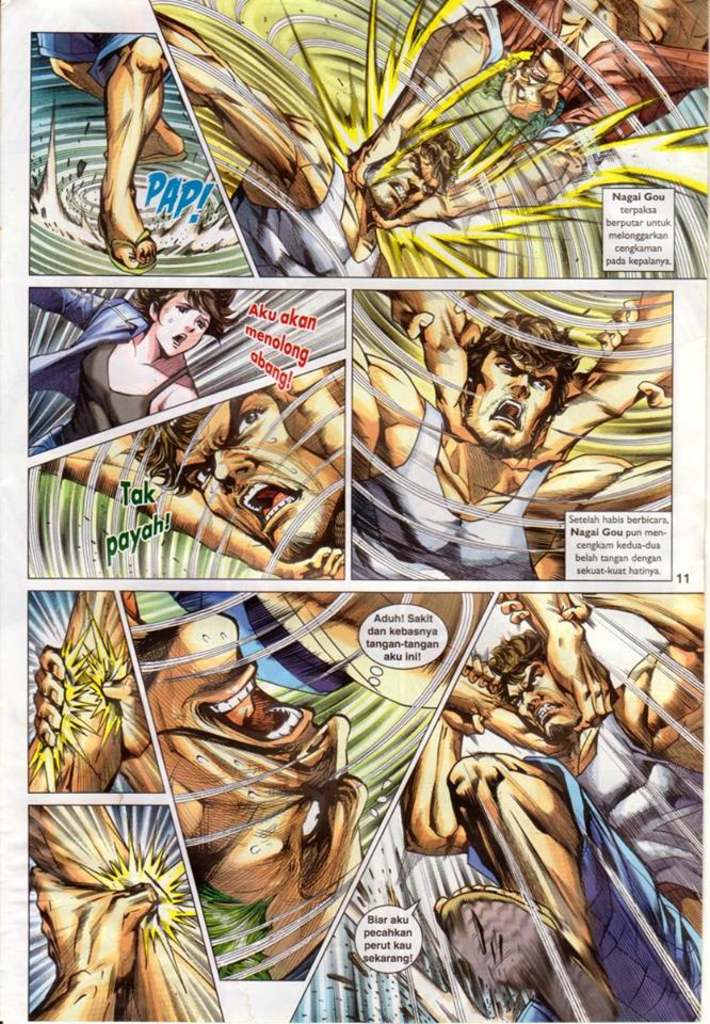 PAP!
Nagai Gou
terpaksa
berputar untuk
melonggarkan
cengkaman
pada kepalanya.
Aku akan
menolong
abang!
Tak
payah!
Setelah habis berbicara,
Nagai Gou pun men-
cengkam kedua-dua
belah tangan dengan
sekuat-kuat hatinya.
11
Aduh! Sakit
dan kebasnya
tangan-tangan
aku ini!
Biar aku
pecahkan
perut kau
sekarang!